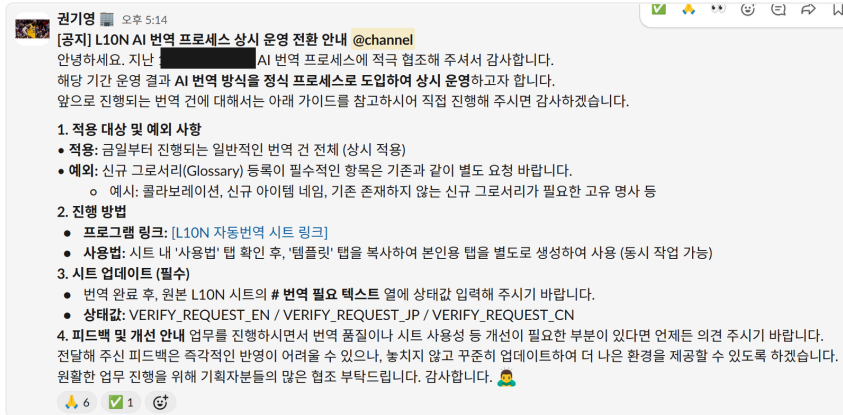 권기영 오후 5:14
[공지] L10N AI 번역 프로세스 상시 운영 전환 안내 @channel
안녕하세요. 지난 AI 번역 프로세스에 적극 협조해 주셔서 감사합니다.
해당 기간 운영 결과 AI 번역 방식을 정식 프로세스로 도입하여 상시 운영하고자 합니다.
앞으로 진행되는 번역 건에 대해서는 아래 가이드를 참고하시어 직접 진행해 주시면 감사하겠습니다.
1. 적용 대상 및 예외 사항
• 적용: 금일부터 진행되는 일반적인 번역 건 전체 (상시 적용)
• 예외: 신규 그로서리(Glossary) 등록이 필수적인 항목은 기존과 같이 별도 요청 바랍니다.
○ 예시: 콜라보레이션, 신규 아이템 네임, 기존 존재하지 않는 신규 그로서리가 필요한 고유 명사 등
2. 진행 방법
● 프로그램 링크: [L10N 자동번역 시트 링크]
● 사용법: 시트 내 '사용법' 탭 확인 후, '템플릿' 탭을 복사하여 본인용 탭을 별도로 생성하여 사용 (동시 작업 가능)
3. 시트 업데이트 (필수)
● 번역 완료 후, 원본 L10N 시트의 # 번역 필요 텍스트 열에 상태값 입력해 주시기 바랍니다.
● 상태값: VERIFY_REQUEST_EN / VERIFY_REQUEST_JP / VERIFY_REQUEST_CN
4. 피드백 및 개선 안내 업무를 진행하시면서 번역 품질이나 시트 사용성 등 개선이 필요한 부분이 있다면 언제든 의견 주시기 바랍니다.
전달해 주신 피드백은 즉각적인 반영이 어려울 수 있으나, 놓치지 않고 꾸준히 업데이트하여 더 나은 환경을 제공할 수 있도록 하겠습니다.
원활한 업무 진행을 위해 기획자분들의 많은 협조 부탁드립니다. 감사합니다.
6 1